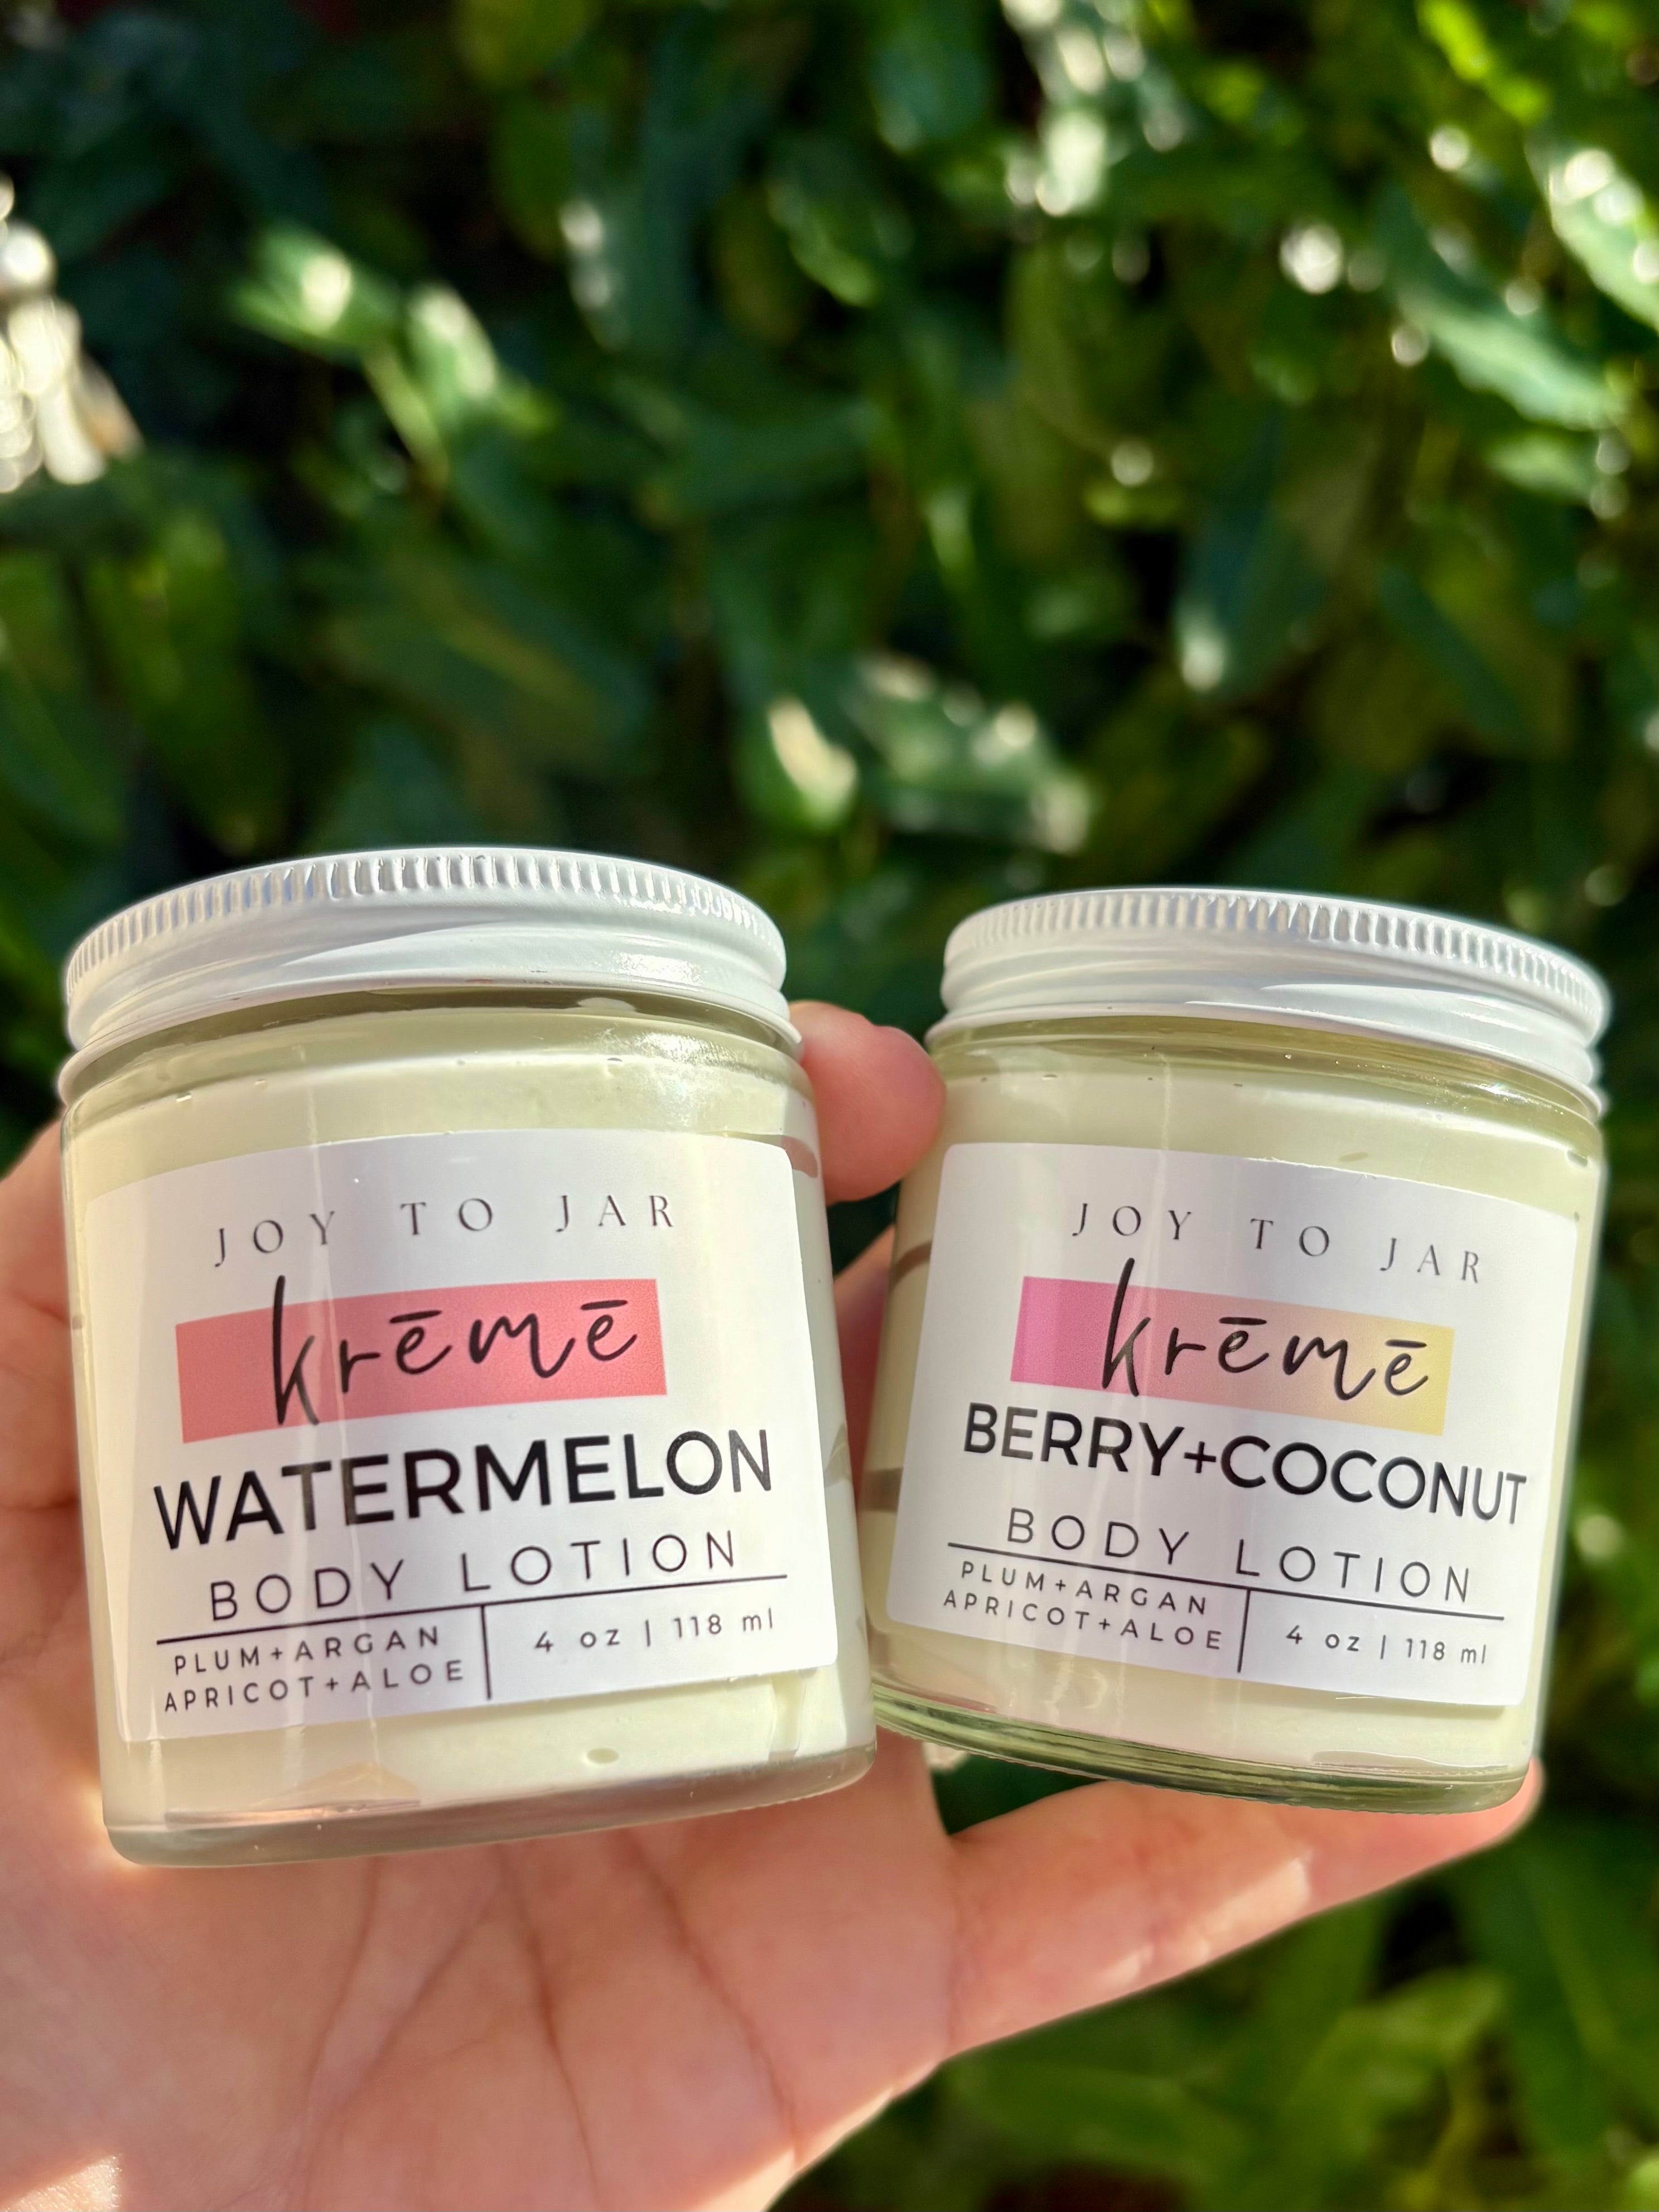 JOY TO JAR
krēmē
WATERMELON
BODY LOTION
PLUM+ARGAN
APRICOT+ALOE
4 oz | 118 ml
JOY TO JAR
krēmē
BERRY+COCONUT
BODY LOTION
PLUM+ARGAN
APRICOT+ALOE
4 oz | 118 ml